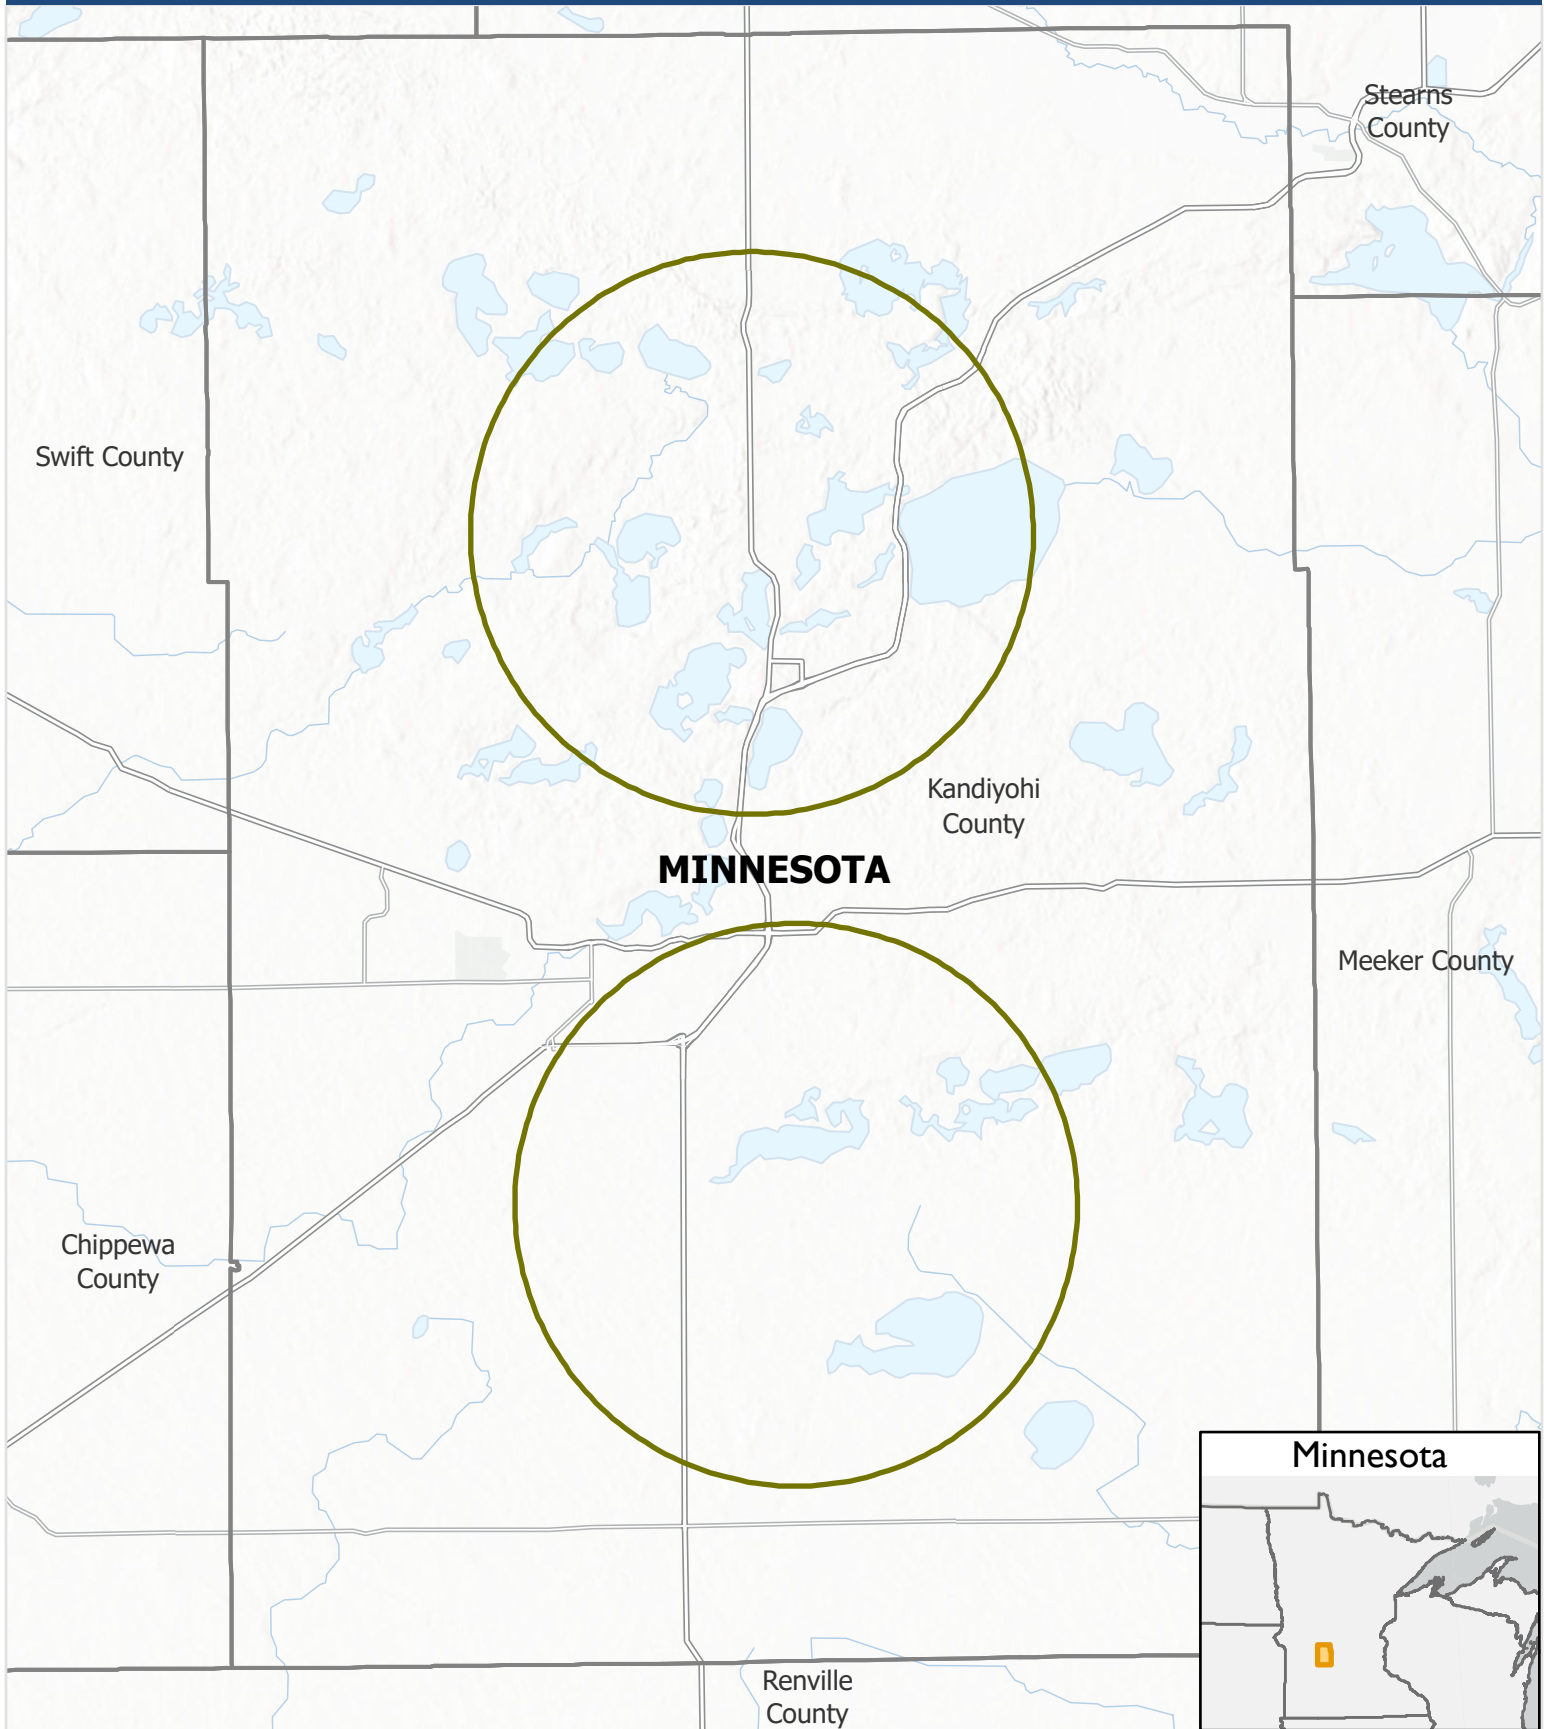 Stearns
County
Swift County
Kandiyohi
County
MINNESOTA
Meeker County
Chippewa
County
Minnesota
Renville
County